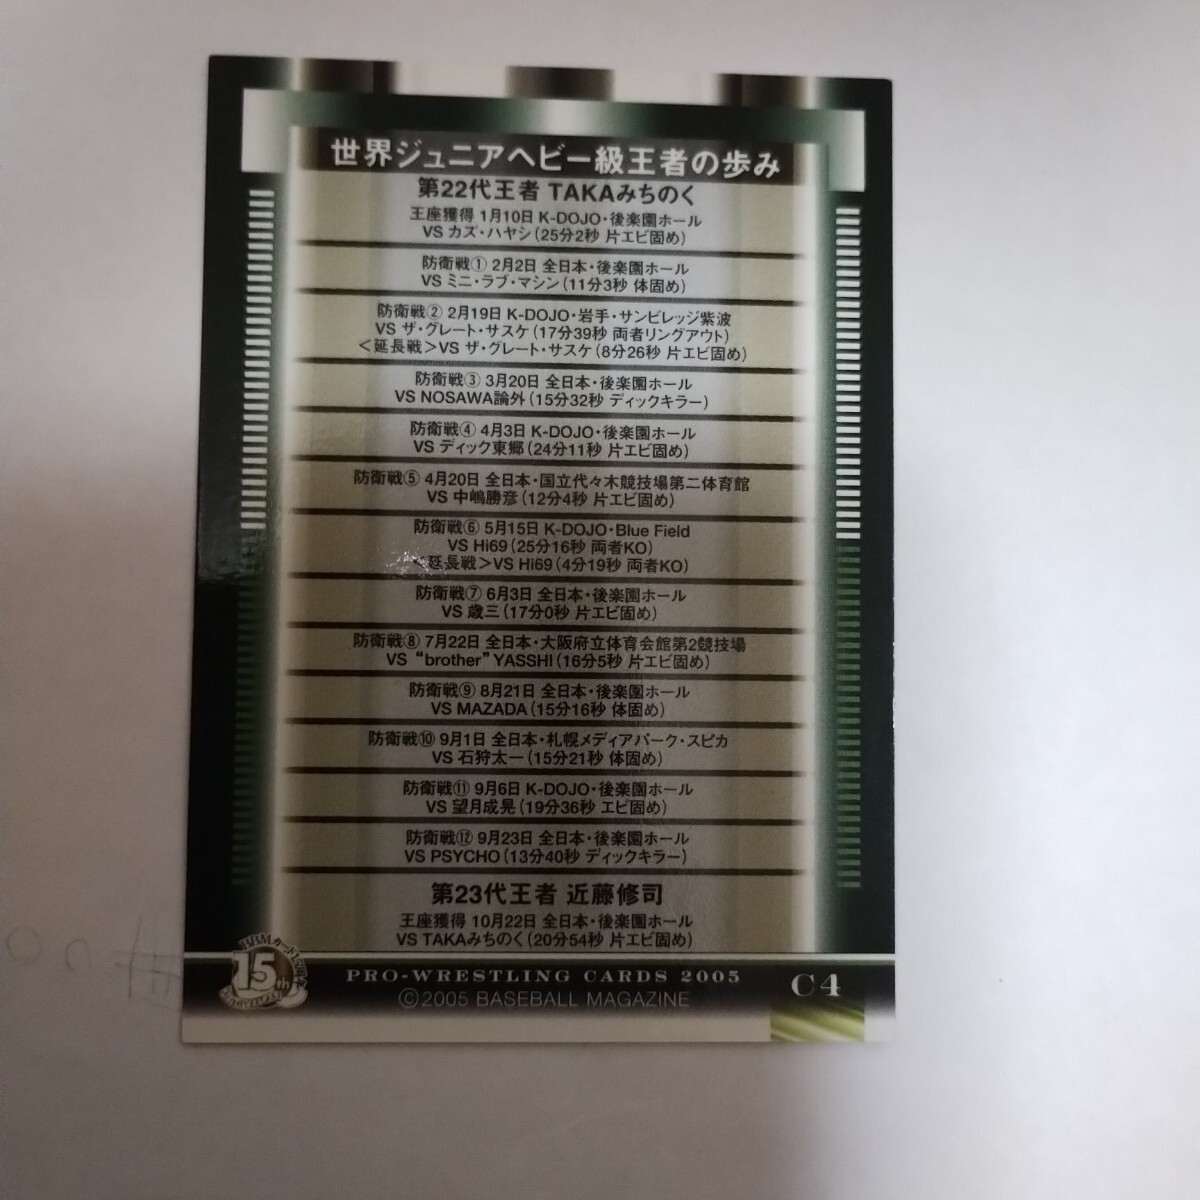 世界ジュニアヘビー級王者の歩み
第22代王者 TAKAみちのく
王座獲得 1月10日 K-DOJO・後楽園ホール
VS カズ・ハヤシ(25分2秒 片エビ固め)
防衛戦① 2月2日 全日本・後楽園ホール
VS ミニ・ラブ・マシン(11分3秒 体固め)
防衛戦② 2月19日 K-DOJO・岩手・サンビレッジ紫波
VS ザ・グレート・サスケ(17分39秒 両者リングアウト)
<延長戦>VS ザ・グレート・サスケ(8分26秒 片エビ固め)
防衛戦③ 3月20日 全日本・後楽園ホール
VS NOSAWA論外(15分32秒 ディックキラー)
防衛戦④ 4月3日 K-DOJO・後楽園ホール
VS ディック東郷(24分11秒 片エビ固め)
防衛戦⑤ 4月20日 全日本・国立代々木競技場第二体育館
VS 中嶋勝彦(12分4秒 片エビ固め)
防衛戦⑥ 5月15日 K-DOJO・Blue Field
VS Hi69(25分16秒 両者KO)
<延長戦>VS Hi69(4分19秒 両者KO)
防衛戦⑦ 6月3日 全日本・後楽園ホール
VS 歳三(17分0秒 片エビ固め)
防衛戦⑧ 7月22日 全日本・大阪府立体育会館第2競技場
VS “brother”YASSHI(16分5秒 片エビ固め)
防衛戦⑨ 8月21日 全日本・後楽園ホール
VS MAZADA(15分16秒 体固め)
防衛戦⑩ 9月1日 全日本・札幌メディアパーク・スピカ
VS 石狩太一(15分21秒 体固め)
防衛戦⑪ 9月6日 K-DOJO・後楽園ホール
VS 望月成晃(19分36秒 エビ固め)
防衛戦⑫ 9月23日 全日本・後楽園ホール
VS PSYCHO(13分40秒 ディックキラー)
第23代王者 近藤修司
王座獲得 10月22日 全日本・後楽園ホール
VS TAKAみちのく(20分54秒 片エビ固め)
BBMカード
15th
PRO-WRESTLING CARDS 2005
©2005 BASEBALL MAGAZINE
C4